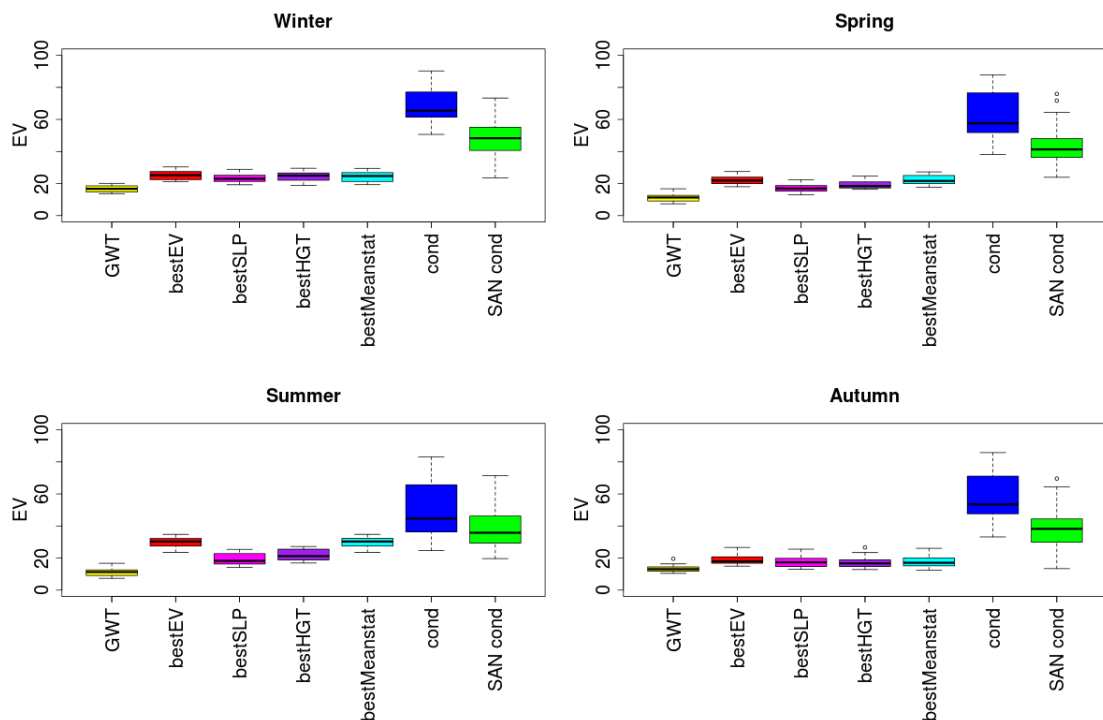 Winter
EV
100
60
20
0
GWT
bestEV
bestSLP
bestHGT
bestMeanstat
cond
SAN cond
Spring
EV
100
60
20
0
GWT
bestEV
bestSLP
bestHGT
bestMeanstat
cond
SAN cond
Summer
EV
100
60
20
0
GWT
bestEV
bestSLP
bestHGT
bestMeanstat
cond
SAN cond
Autumn
EV
100
60
20
0
GWT
bestEV
bestSLP
bestHGT
bestMeanstat
cond
SAN cond